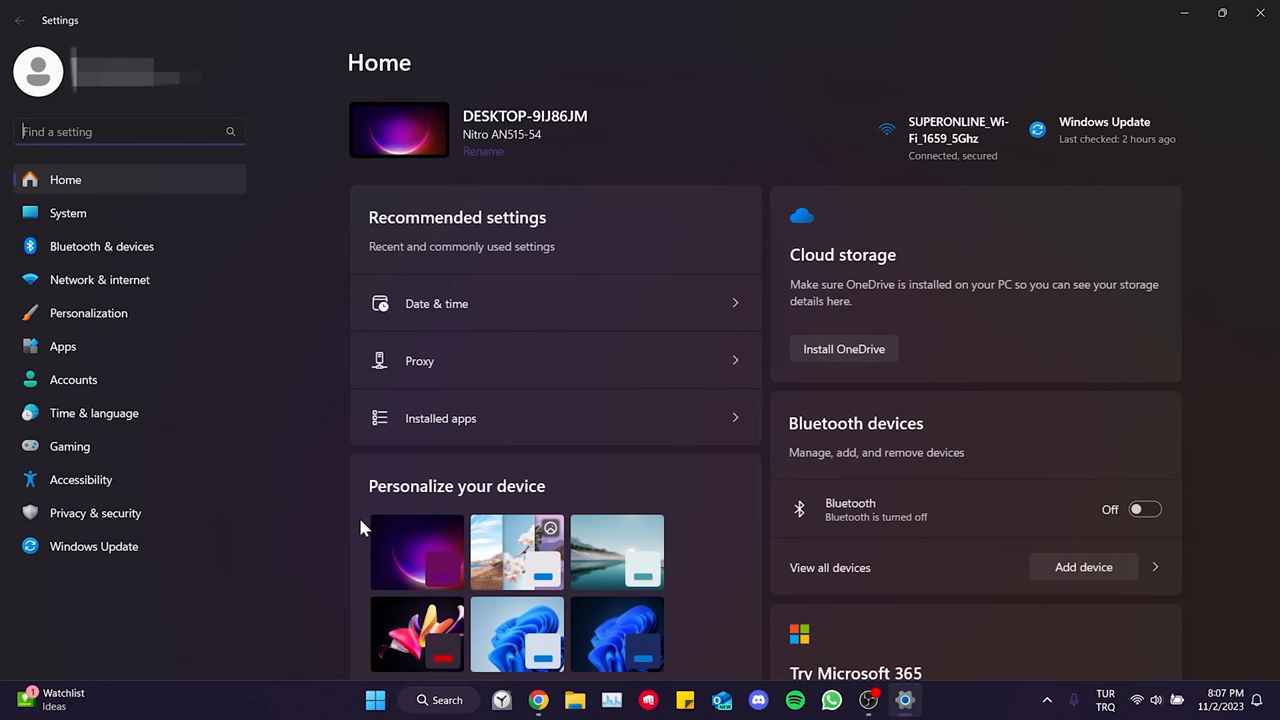 Settings
Find a setting
Home
System
Bluetooth & devices
Network & internet
Personalization
Apps
Accounts
Time & language
Gaming
Accessibility
Privacy & security
Windows Update
Home
DESKTOP-9IJ86JM
Nitro AN515-54
Rename
SUPERONLINE_Wi-
Fi_1659_5Ghz
Connected, secured
Windows Update
Last checked: 2 hours ago
Recommended settings
Recent and commonly used settings
Date & time
Proxy
Installed apps
Personalize your device
Cloud storage
Make sure OneDrive is installed on your PC so you can see your storage
details here.
Install OneDrive
Bluetooth devices
Manage, add, and remove devices
Bluetooth
Bluetooth is turned off
Off
View all devices
Add device
Try Microsoft 365
1
Watchlist
Ideas
Search
NEW
TUR
TRQ
8:07 PM
11/2/2023